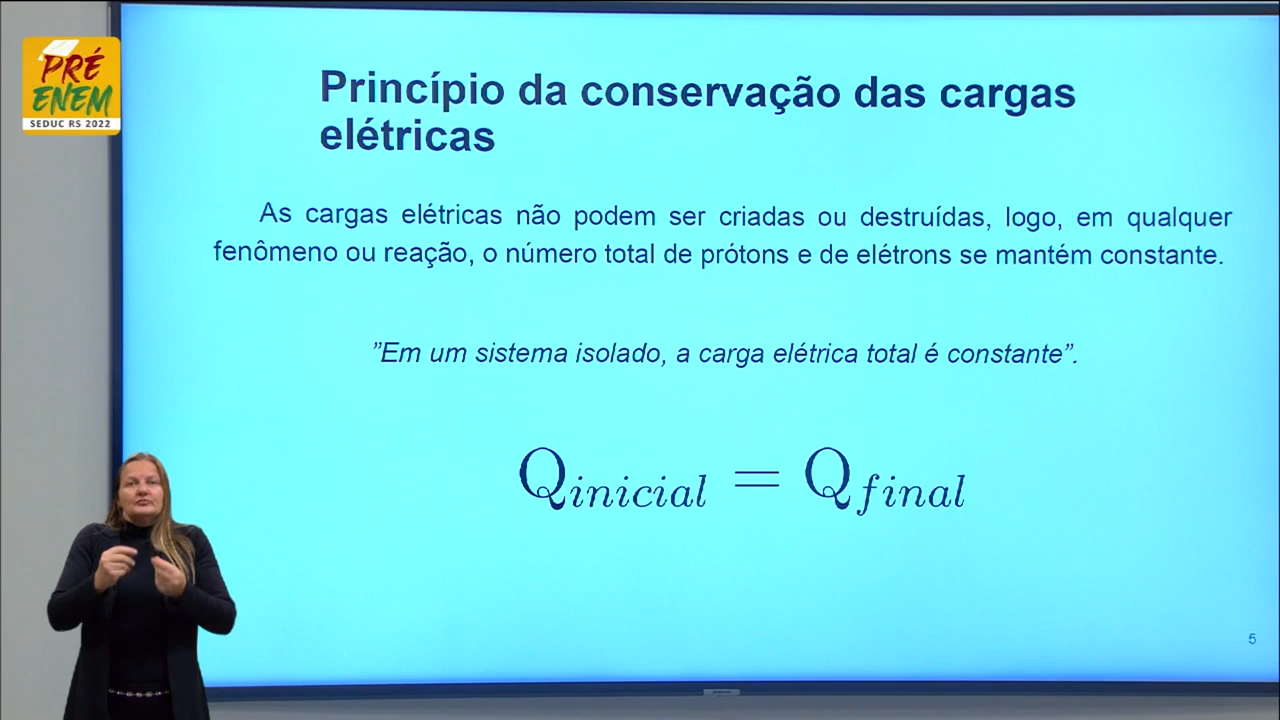 PRÉ
ENEM
SEDUC RS 2022
Princípio da conservação das cargas
elétricas
As cargas elétricas não podem ser criadas ou destruídas, logo, em qualquer
fenômeno ou reação, o número total de prótons e de elétrons se mantém constante.
”Em um sistema isolado, a carga elétrica total é constante”.
Q_{inicial} = Q_{final}
5